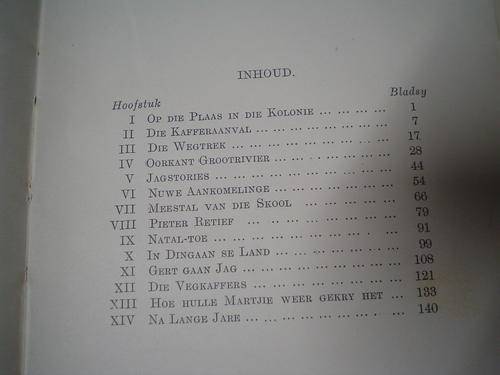 INHOUD.
Hoofstuk Bladsy
I OP DIE PLAAS IN DIE KOLONIE ... ... ... ... 1
II DIE KAFFERAANVAL ... ... ... ... ... ... ... ... 7
III DIE WEGTREK ... ... ... ... ... ... ... ... ... 17
IV OORKANT GROOTRIVIER ... ... ... ... ... ... ... 28
V JAGSTORIES ... ... ... ... ... ... ... ... ... 44
VI NUWE AANKOMELINGE ... ... ... ... ... ... ... 54
VII MEESTAL VAN DIE SKOOL ... ... ... ... ... 66
VIII PIETER RETIEF ... ... ... ... ... ... ... ... 79
IX NATAL-TOE ... ... ... ... ... ... ... ... ... 91
X IN DINGAAN SE LAND ... ... ... ... ... ... ... 99
XI GERT GAAN JAG ... ... ... ... ... ... ... ... 108
XII DIE VEGKAFFERS ... ... ... ... ... ... ... ... 121
XIII HOE HULLE MARTJIE WEER GEKRY HET ... 133
XIV NA LANGE JARE ... ... ... ... ... ... ... ... 140